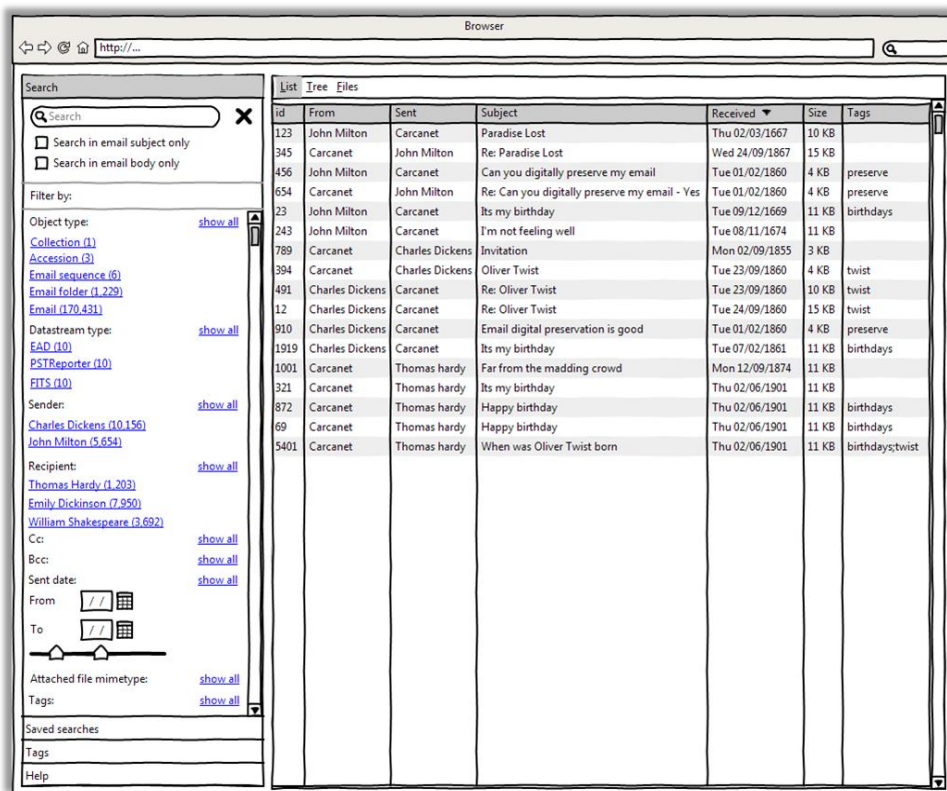 Browser
http://...
Search
Search
Search in email subject only
Search in email body only
Filter by:
Object type: show all
Collection (1)
Accession (3)
Email sequence (6)
Email folder (1,229)
Email (170,431)
Datastream type: show all
EAD (10)
PSTReporter (10)
FITS (10)
Sender: show all
Charles Dickens (10,156)
John Milton (5,654)
Recipient: show all
Thomas Hardy (1,203)
Emily Dickinson (7,950)
William Shakespeare (3,692)
Cc: show all
Bcc: show all
Sent date: show all
From / /
To / /
Attached file mimetype: show all
Tags: show all
Saved searches
Tags
Help
List Tree Files
id From Sent Subject Received Size Tags
123 John Milton Carcanet Paradise Lost Thu 02/03/1667 10 KB
345 Carcanet John Milton Re: Paradise Lost Wed 24/09/1867 15 KB
456 John Milton Carcanet Can you digitally preserve my email Tue 01/02/1860 4 KB preserve
654 Carcanet John Milton Re: Can you digitally preserve my email - Yes Tue 01/02/1860 4 KB preserve
23 John Milton Carcanet Its my birthday Tue 09/12/1669 11 KB birthdays
243 John Milton Carcanet I'm not feeling well Tue 08/11/1674 11 KB
789 Carcanet Charles Dickens Invitation Mon 02/09/1855 3 KB
394 Carcanet Charles Dickens Oliver Twist Tue 23/09/1860 4 KB twist
491 Charles Dickens Carcanet Re: Oliver Twist Tue 23/09/1860 10 KB twist
12 Charles Dickens Carcanet Re: Oliver Twist Tue 24/09/1860 15 KB twist
910 Charles Dickens Carcanet Email digital preservation is good Tue 01/02/1860 4 KB preserve
1919 Charles Dickens Carcanet Its my birthday Tue 07/02/1861 11 KB birthdays
1001 Carcanet Thomas hardy Far from the madding crowd Mon 12/09/1874 11 KB
321 Carcanet Thomas hardy Its my birthday Thu 02/06/1901 11 KB
872 Carcanet Thomas hardy Happy birthday Thu 02/06/1901 11 KB birthdays
69 Carcanet Thomas hardy Happy birthday Thu 02/06/1901 11 KB birthdays
5401 Carcanet Thomas hardy When was Oliver Twist born Thu 02/06/1901 11 KB birthdays;twist